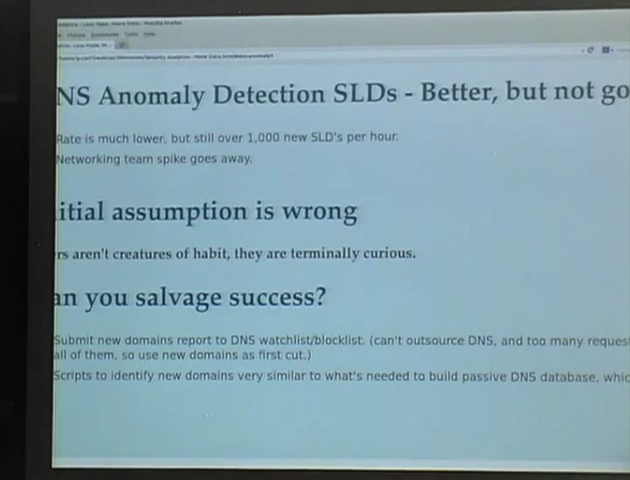 NS Anomaly Detection SLDs - Better, but not go
Rate is much lower, but still over 1,000 new SLD's per hour.
Networking team spike goes away.
itial assumption is wrong
rs aren't creatures of habit, they are terminally curious.
an you salvage success?
Submit new domains report to DNS watchlist/blocklist. (can't outsource DNS, and too many reques
all of them, so use new domains as first cut.)
Scripts to identify new domains very similar to what's needed to build passive DNS database, whic